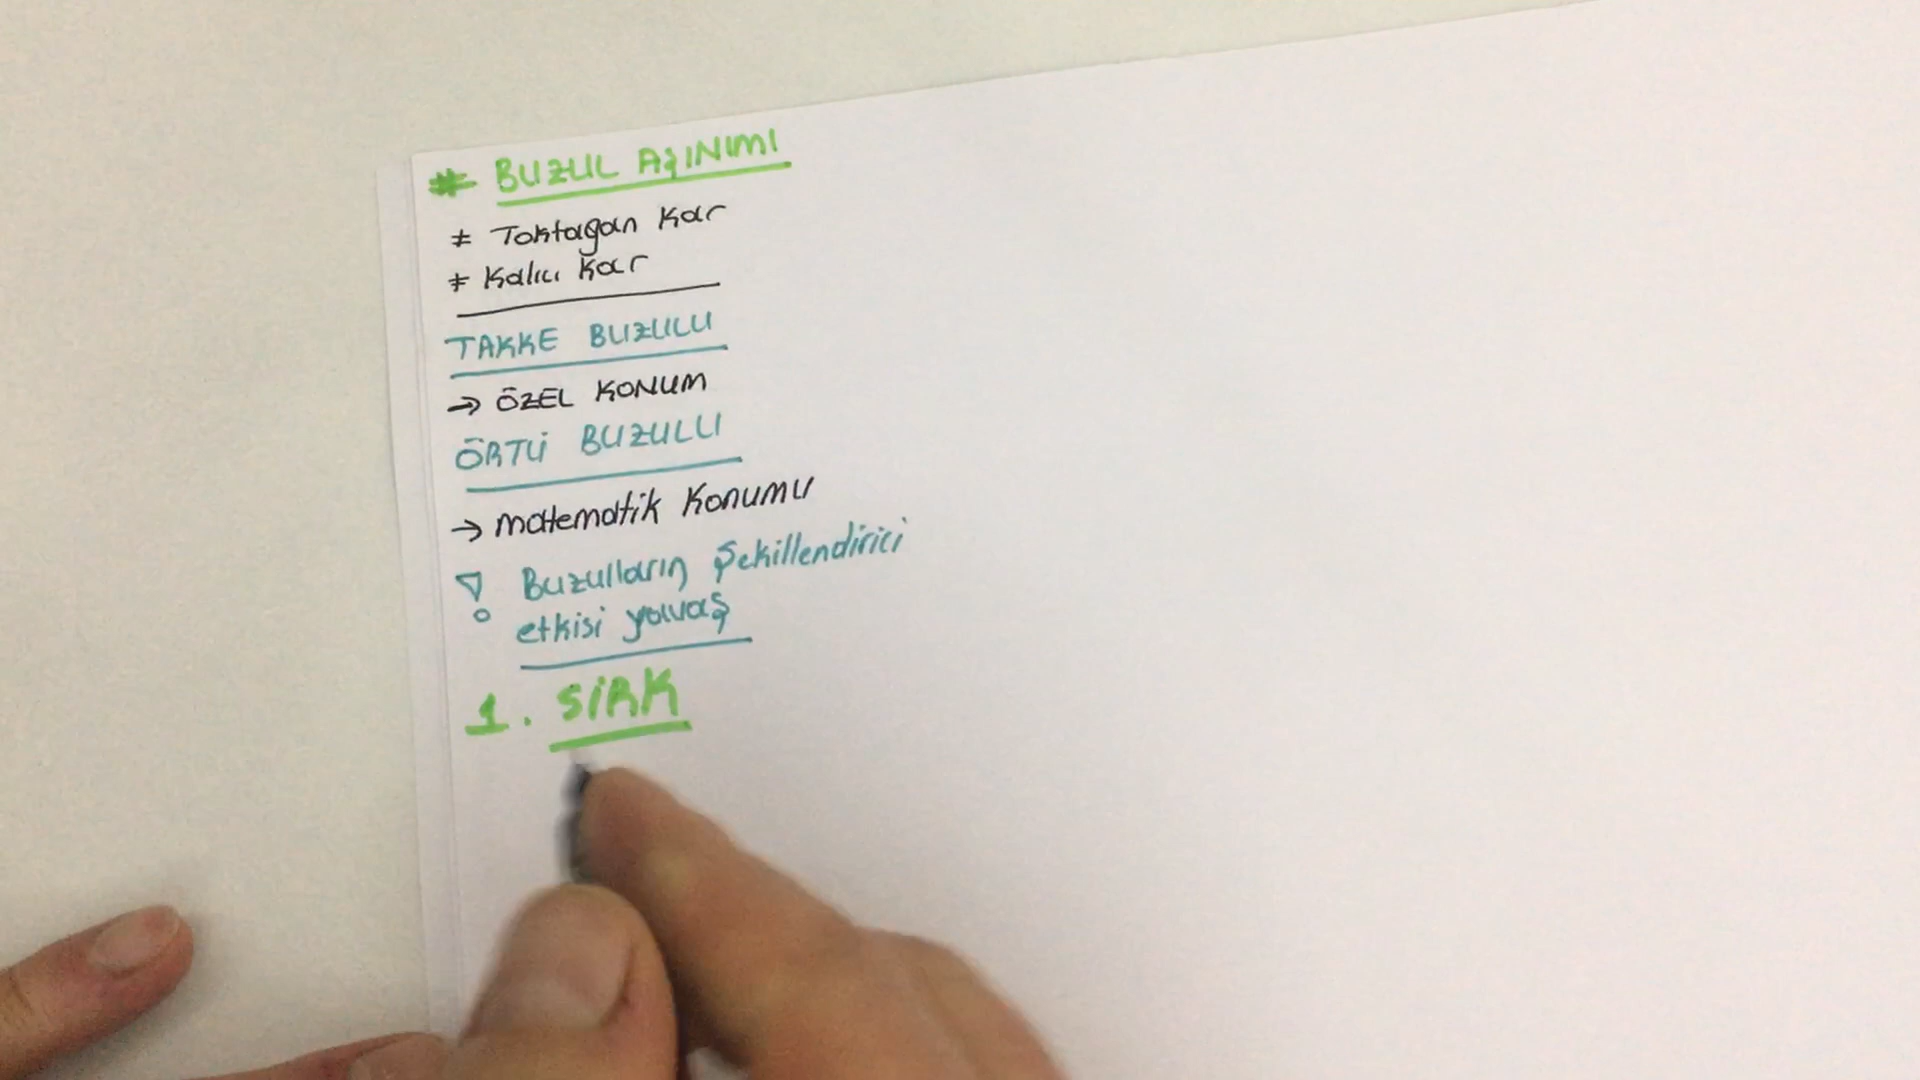 # BUZUL AŞINIMI
* Toktağan Kar
* Kalıcı Kar
TAKKE BUZULU
→ ÖZEL KONUM
ÖRTÜ BUZULU
→ Matematik Konumu
! Buzulların Şekillendirici
etkisi yavaş
1. SİRK